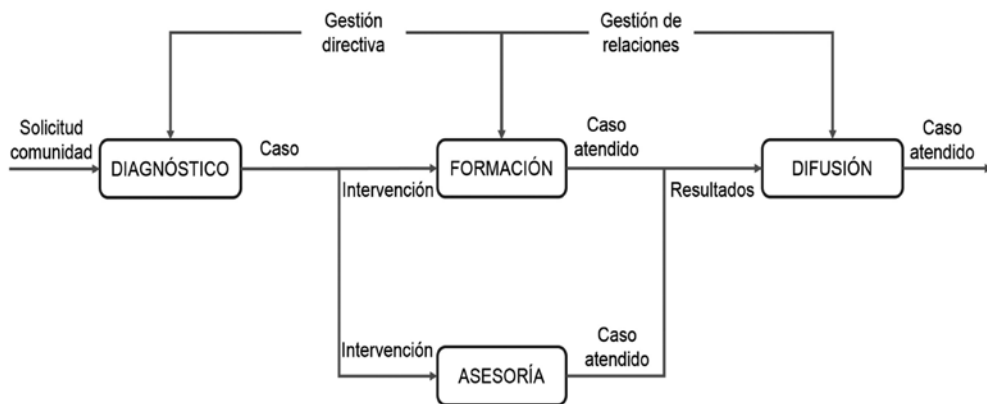 Gestión
directiva
Gestión de
relaciones
Solicitud
comunidad
DIAGNÓSTICO
Caso
Intervención
FORMACIÓN
Caso
atendido
Resultados
DIFUSIÓN
Caso
atendido
Intervención
ASESORÍA
Caso
atendido